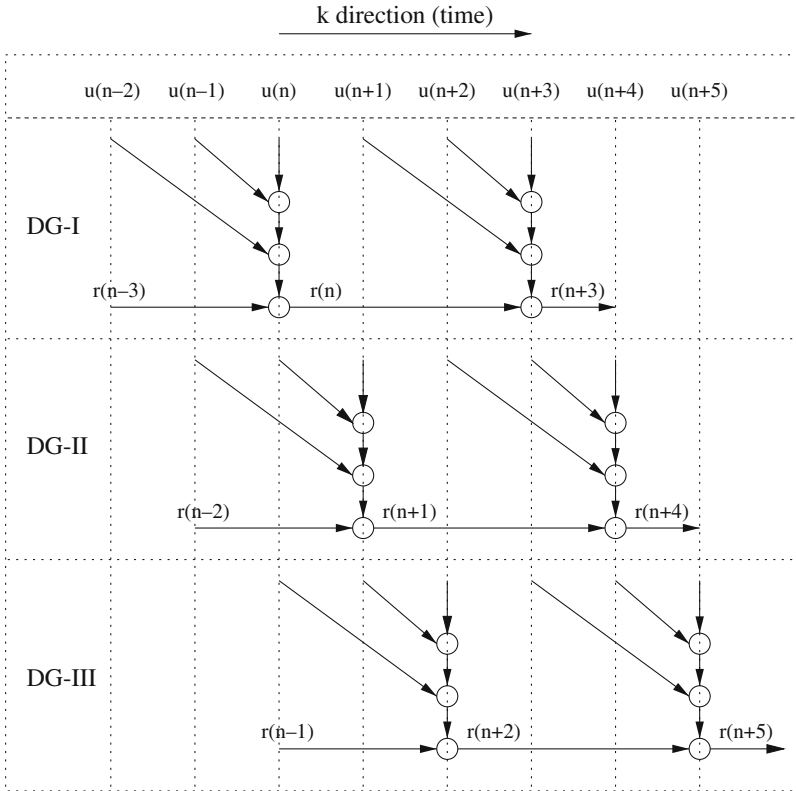 k direction (time)
u(n–2) u(n–1) u(n) u(n+1) u(n+2) u(n+3) u(n+4) u(n+5)
DG-I
r(n–3) r(n) r(n+3)
DG-II
r(n–2) r(n+1) r(n+4)
DG-III
r(n–1) r(n+2) r(n+5)